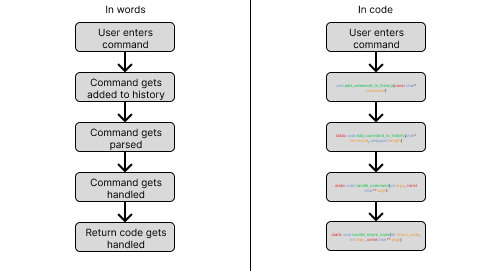 In words
User enters
command
Command gets
added to history
Command gets
parsed
Command gets
handled
Return code gets
handled
In code
User enters
command
void add_command_to_history(const char*
command)
static void add_command_to_history(char*
command, unsigned
static void handle_command(int argc, const
char** argv)
static void handle_return_code(int return_code,
int argc, const char** argv)